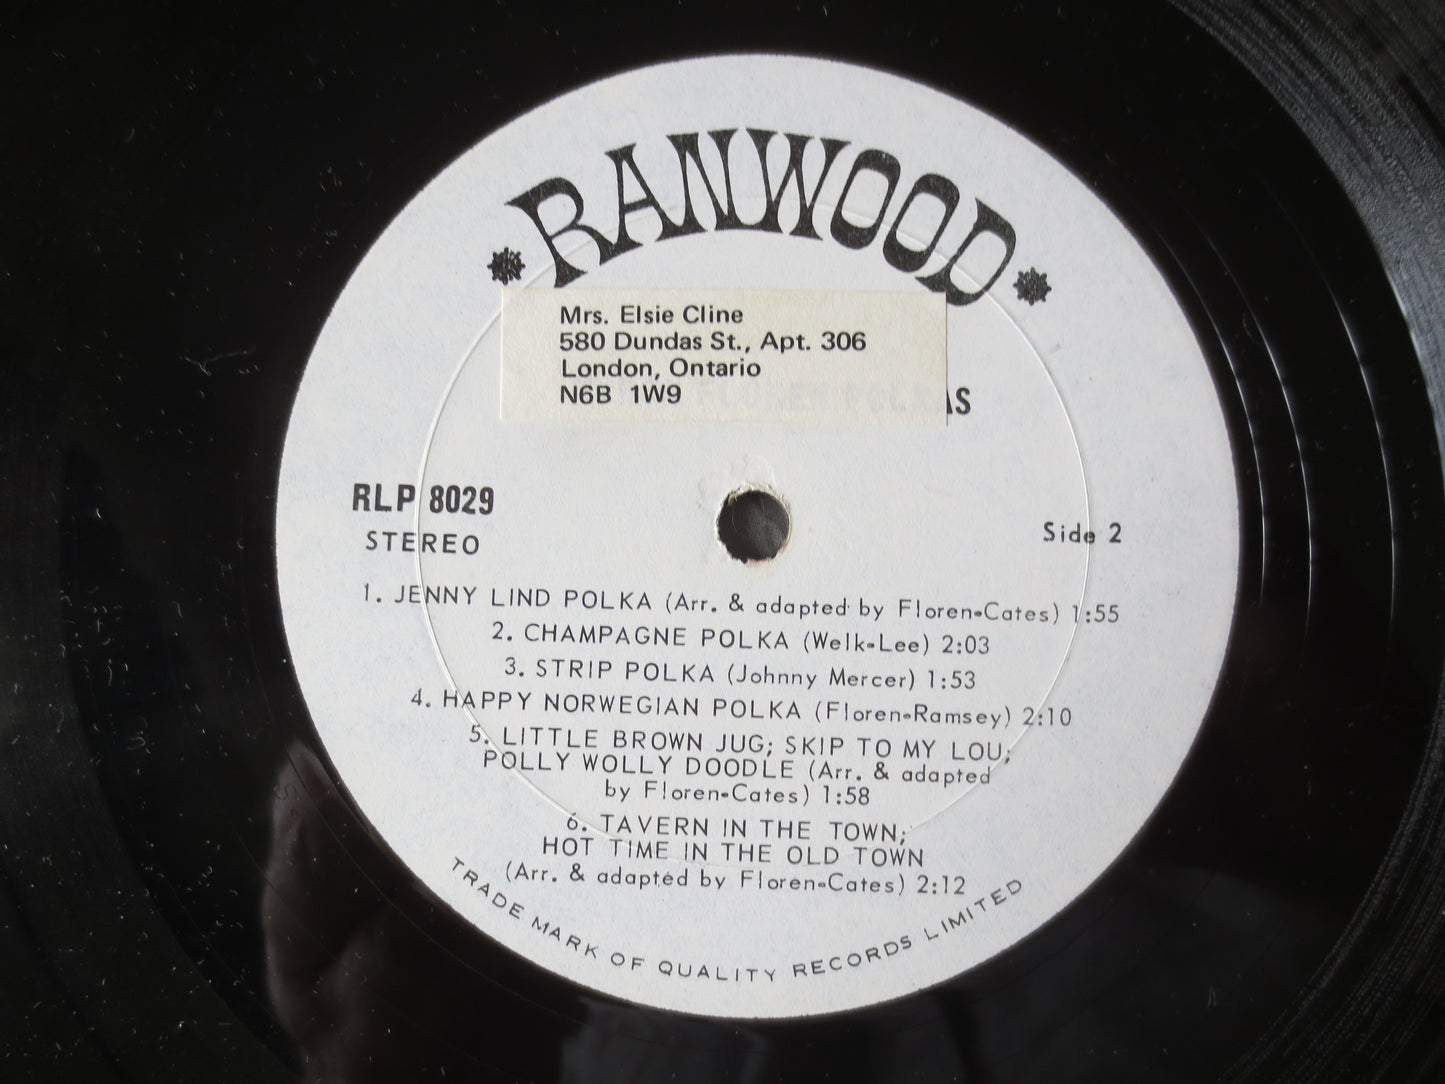 RANWOOD
Mrs. Elsie Cline
580 Dundas St., Apt. 306
London, Ontario
N6B 1W9
FLOREN POLKAS
RLP 8029
STEREO
Side 2
1. JENNY LIND POLKA (Arr. & adapted by Floren-Cates) 1:55
2. CHAMPAGNE POLKA (Welk-Lee) 2:03
3. STRIP POLKA (Johnny Mercer) 1:53
4. HAPPY NORWEGIAN POLKA (Floren-Ramsey) 2:10
5. LITTLE BROWN JUG; SKIP TO MY LOU;
POLLY WOLLY DOODLE (Arr. & adapted
by Floren-Cates) 1:58
6. TAVERN IN THE TOWN;
HOT TIME IN THE OLD TOWN
(Arr. & adapted by Floren-Cates) 2:12
TRADE MARK OF QUALITY RECORDS LIMITED